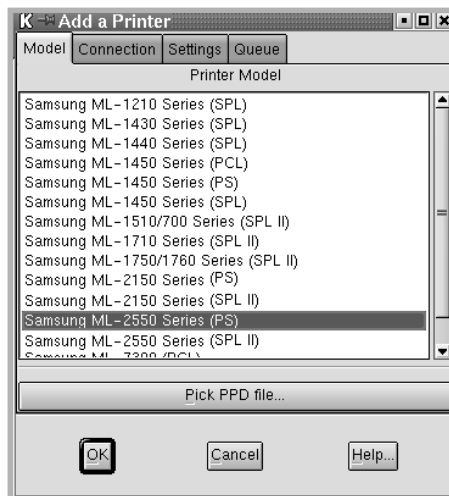 K Add a Printer
Model Connection Settings Queue
Printer Model
Samsung ML-1210 Series (SPL)
Samsung ML-1430 Series (SPL)
Samsung ML-1440 Series (SPL)
Samsung ML-1450 Series (PCL)
Samsung ML-1450 Series (PS)
Samsung ML-1450 Series (SPL)
Samsung ML-1510/700 Series (SPL II)
Samsung ML-1710 Series (SPL II)
Samsung ML-1750/1760 Series (SPL II)
Samsung ML-2150 Series (PS)
Samsung ML-2150 Series (SPL II)
Samsung ML-2550 Series (PS)
Samsung ML-2550 Series (SPL II)
Samsung ML-7300 (PCL)
Pick PPD file...
OK Cancel Help...